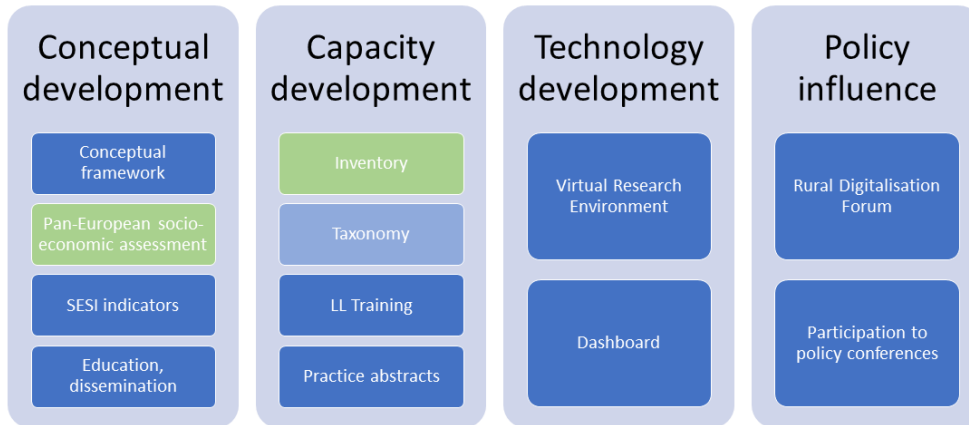 Conceptual
development
Conceptual
framework
Pan-European socio-
economic assessment
SESI indicators
Education,
dissemination
Capacity
development
Inventory
Taxonomy
LL Training
Practice abstracts
Technology
development
Virtual Research
Environment
Dashboard
Policy
influence
Rural Digitalisation
Forum
Participation to
policy conferences